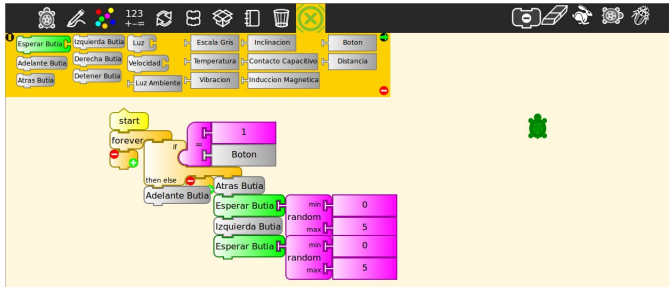 123
+-=
Esperar Butia Izquierda Butia Luz Escala Gris Inclinacion Boton
Adelante Butia Derecha Butia Velocidad Temperatura Contacto Capacitivo Distancia
Atras Butia Detener Butia Luz Ambiente Vibracion Induccion Magnetica
start
forever
if
=
1
Boton
then else
Adelante Butia
Atras Butia
Esperar Butia random min 0
max 5
Izquierda Butia
Esperar Butia random min 0
max 5